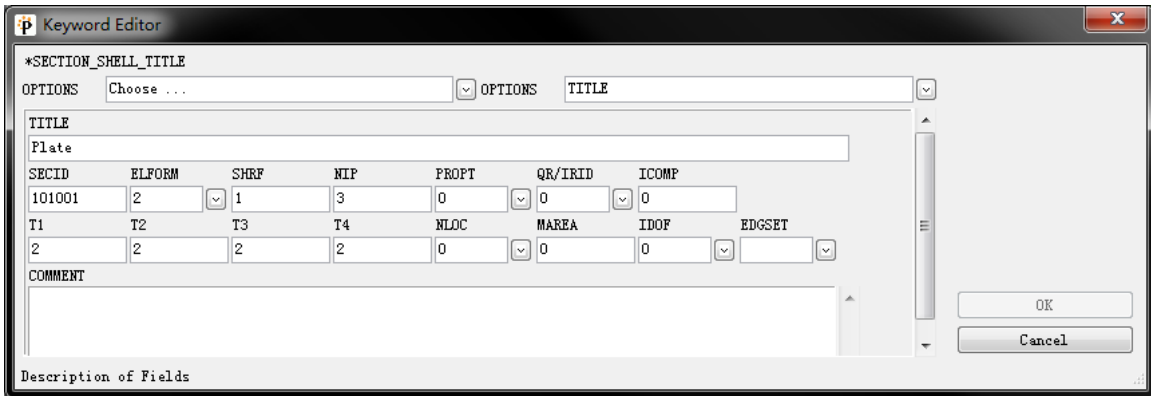 Keyword Editor
*SECTION_SHELL_TITLE
OPTIONS Choose ... OPTIONS TITLE
TITLE
Plate
SECID ELFORM SHRF NIP PROPT QR/IRID ICOMP
101001 2 1 3 0 0 0
T1 T2 T3 T4 NLOC MAREA IDOF EDGSET
2 2 2 2 0 0 0
COMMENT
OK
Cancel
Description of Fields